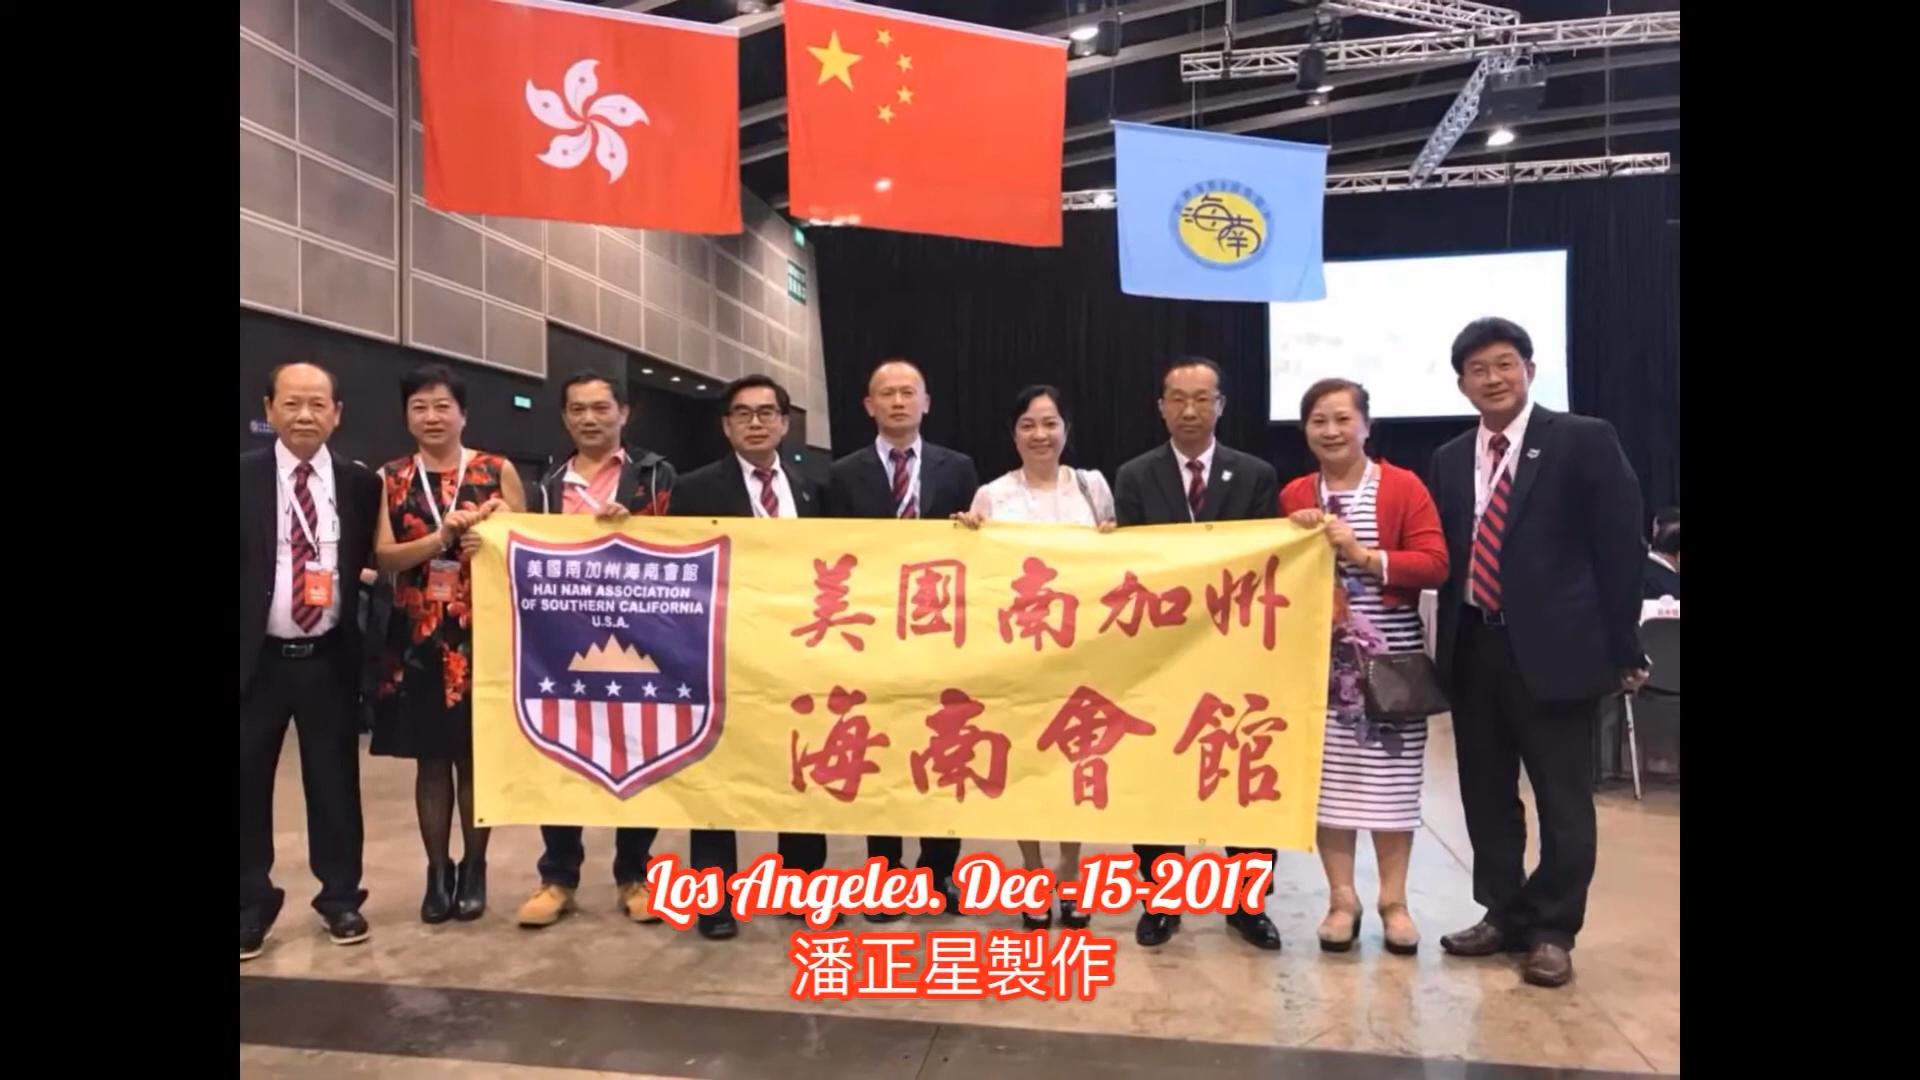 海南
美國南加州海南會館
HAI NAM ASSOCIATION
OF SOUTHERN CALIFORNIA
U.S.A.
美國南加州
海南會館
Los Angeles. Dec -15-2017
潘正星製作